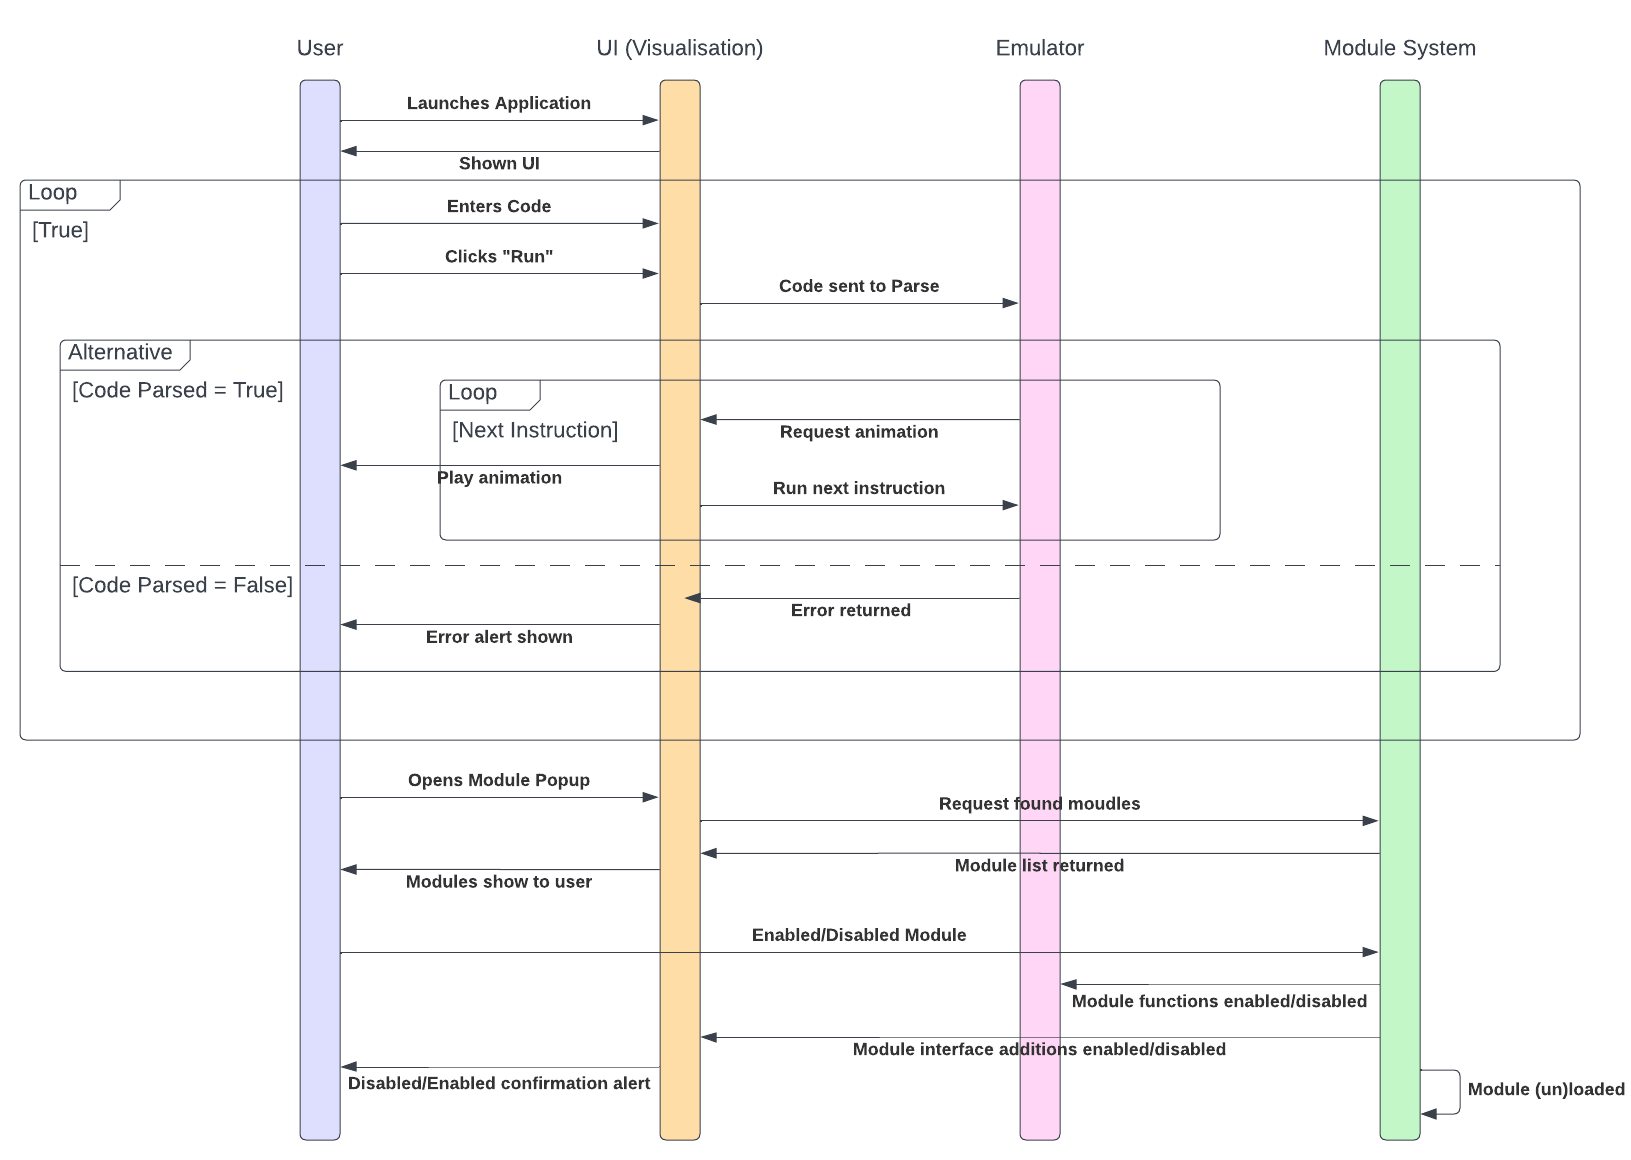 User
UI (Visualisation)
Emulator
Module System
Launches Application
Shown UI
Loop
[True]
Enters Code
Clicks "Run"
Code sent to Parse
Alternative
[Code Parsed = True]
Loop
[Next Instruction]
Request animation
Play animation
Run next instruction
[Code Parsed = False]
Error returned
Error alert shown
Opens Module Popup
Request found moudles
Module list returned
Modules show to user
Enabled/Disabled Module
Module functions enabled/disabled
Module interface additions enabled/disabled
Disabled/Enabled confirmation alert
Module (un)loaded